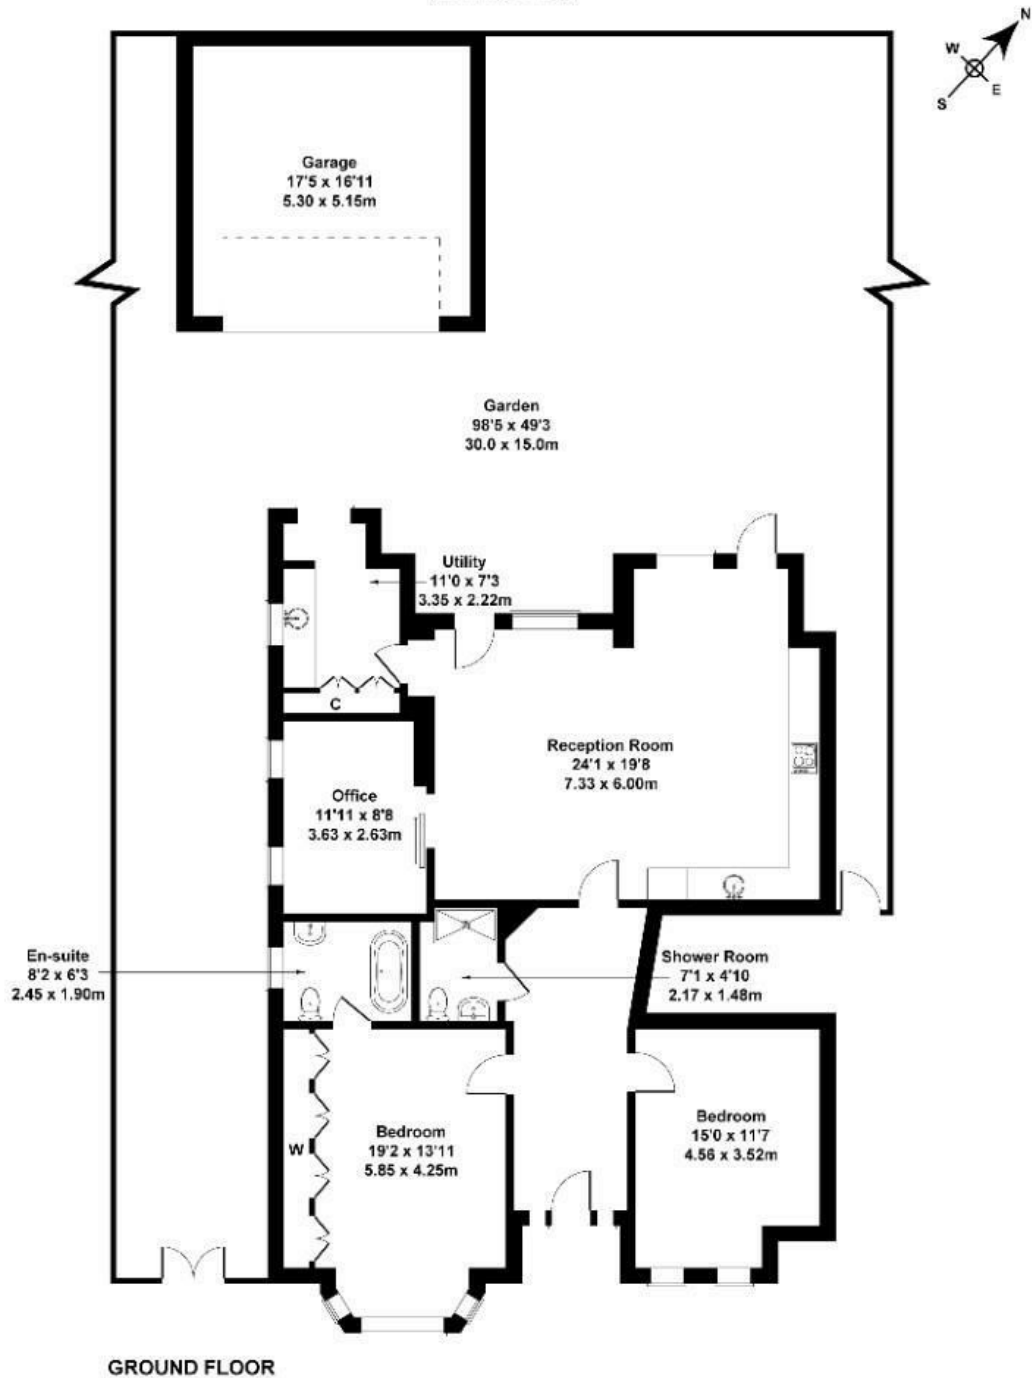 N
W
E
S
Garage
17'5 x 16'11
5.30 x 5.15m
Garden
98'5 x 49'3
30.0 x 15.0m
Utility
11'0 x 7'3
3.35 x 2.22m
C
Reception Room
24'1 x 19'8
7.33 x 6.00m
Office
11'11 x 8'8
3.63 x 2.63m
En-suite
8'2 x 6'3
2.45 x 1.90m
Shower Room
7'1 x 4'10
2.17 x 1.48m
W
Bedroom
19'2 x 13'11
5.85 x 4.25m
Bedroom
15'0 x 11'7
4.56 x 3.52m
GROUND FLOOR